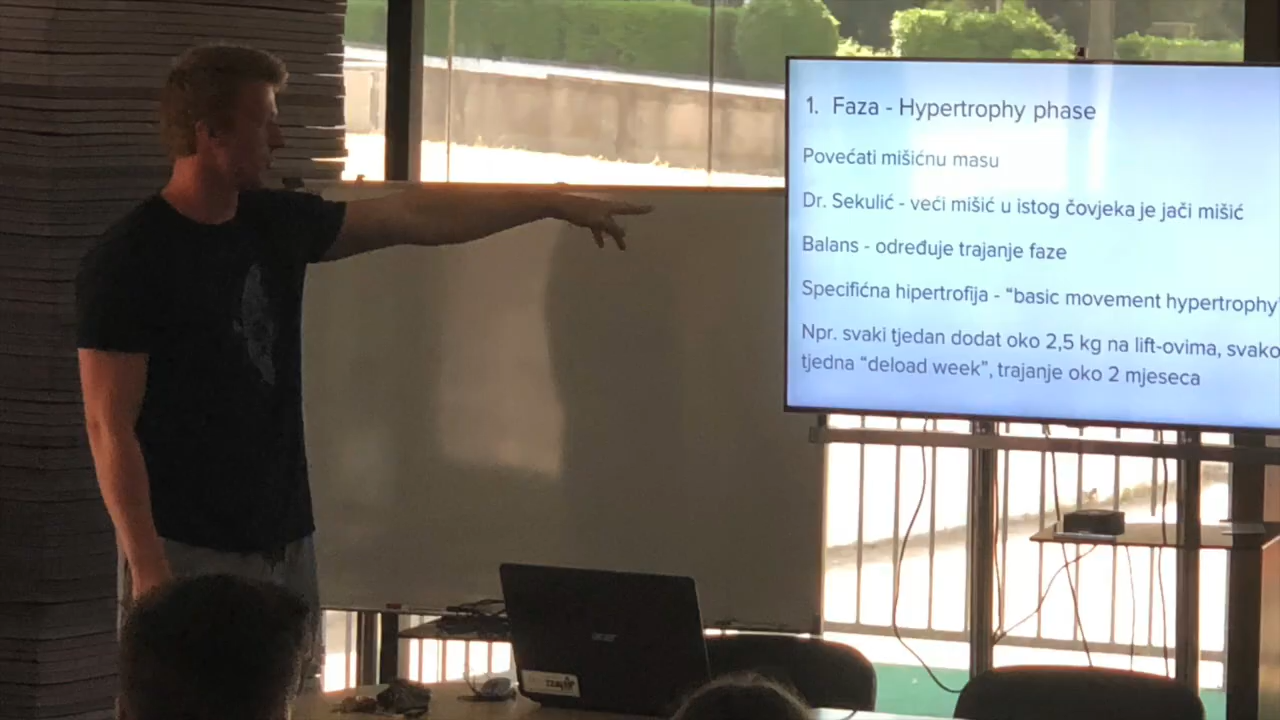 1. Faza - Hypertrophy phase
Povećati mišićnu masu
Dr. Sekulić - veći mišić u istog čovjeka je jači mišić
Balans - određuje trajanje faze
Specifićna hipertrofija - “basic movement hypertrophy”
Npr. svaki tjedan dodat oko 2,5 kg na lift-ovima, svako
tjedna “deload week”, trajanje oko 2 mjeseca
acer